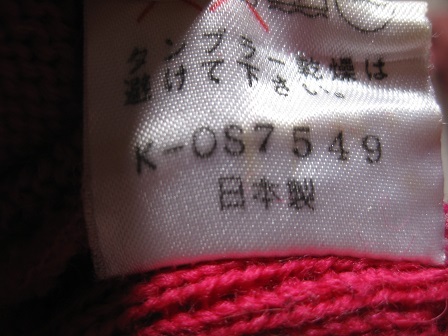 タンブラー乾燥は
避けて下さい。
K-OS7549
日本製